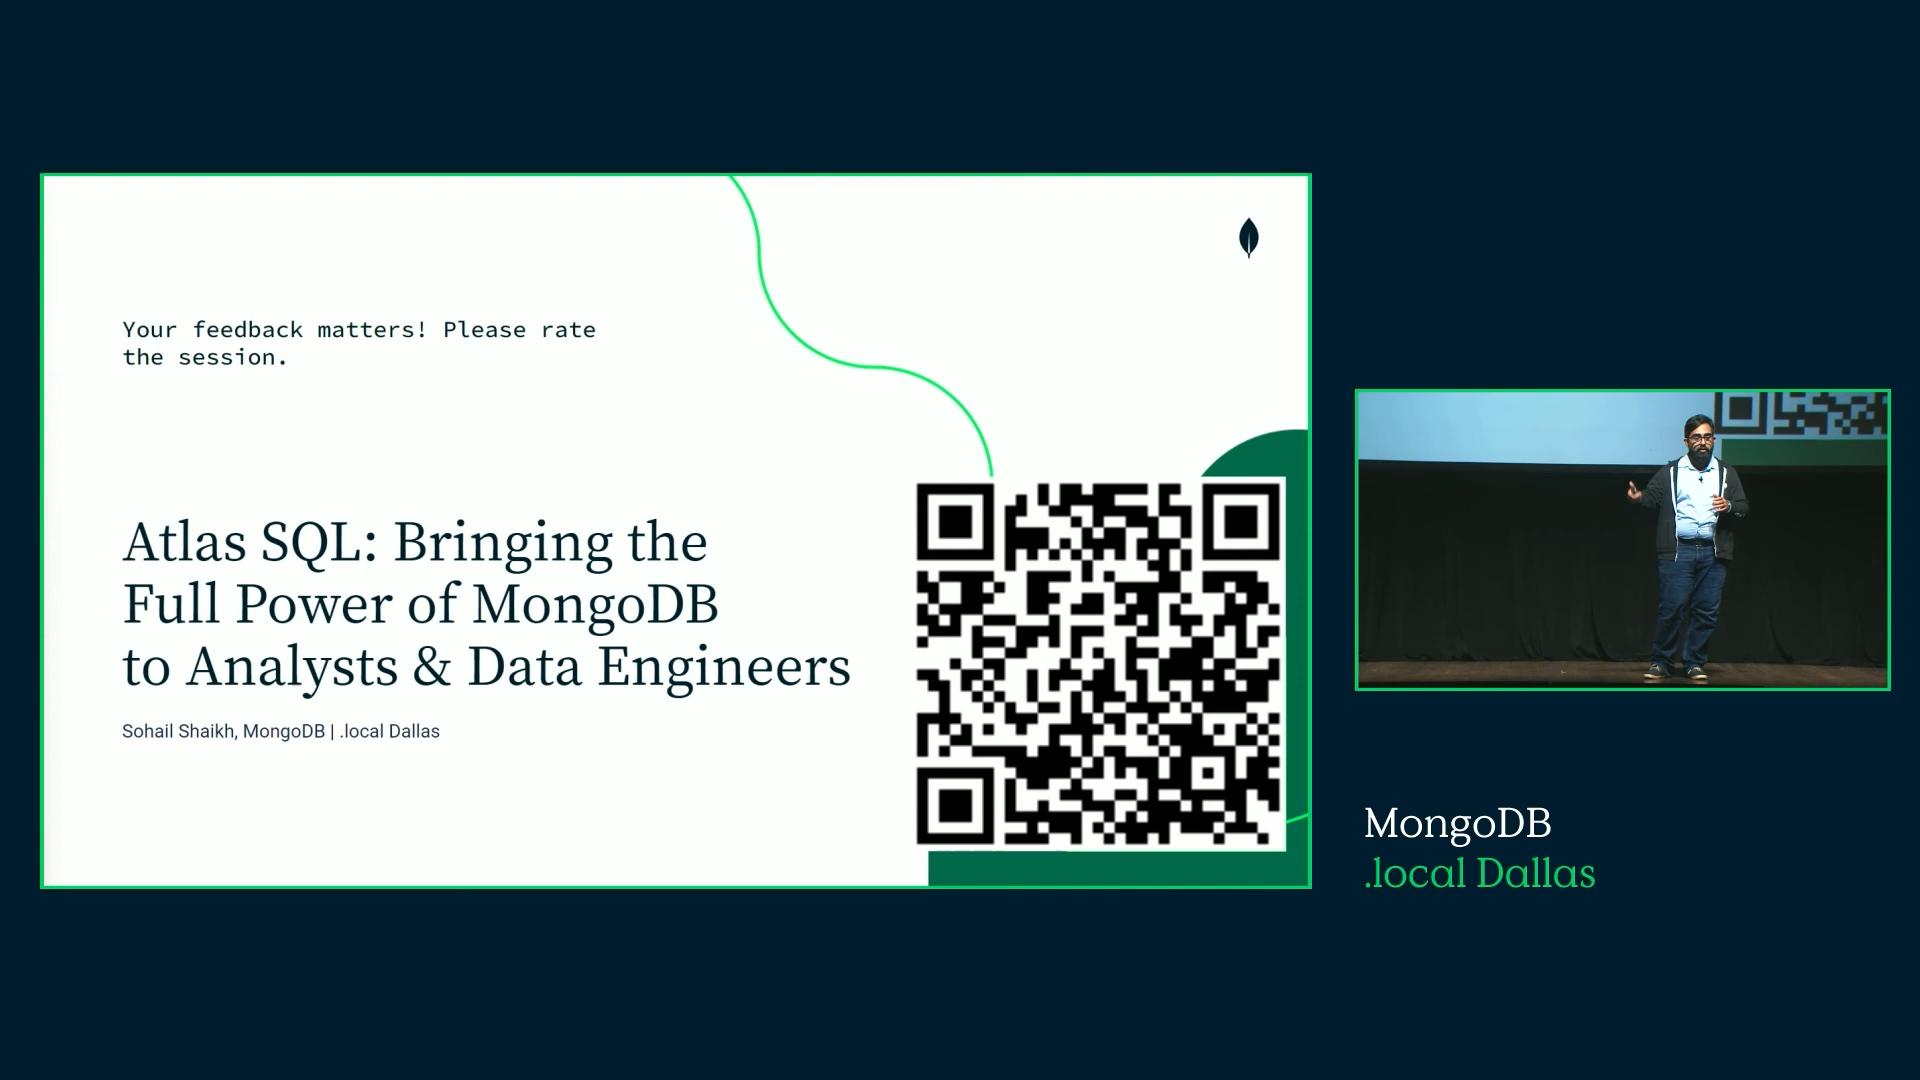 Your feedback matters! Please rate
the session.
Atlas SQL: Bringing the
Full Power of MongoDB
to Analysts & Data Engineers
Sohail Shaikh, MongoDB | .local Dallas
MongoDB
.local Dallas